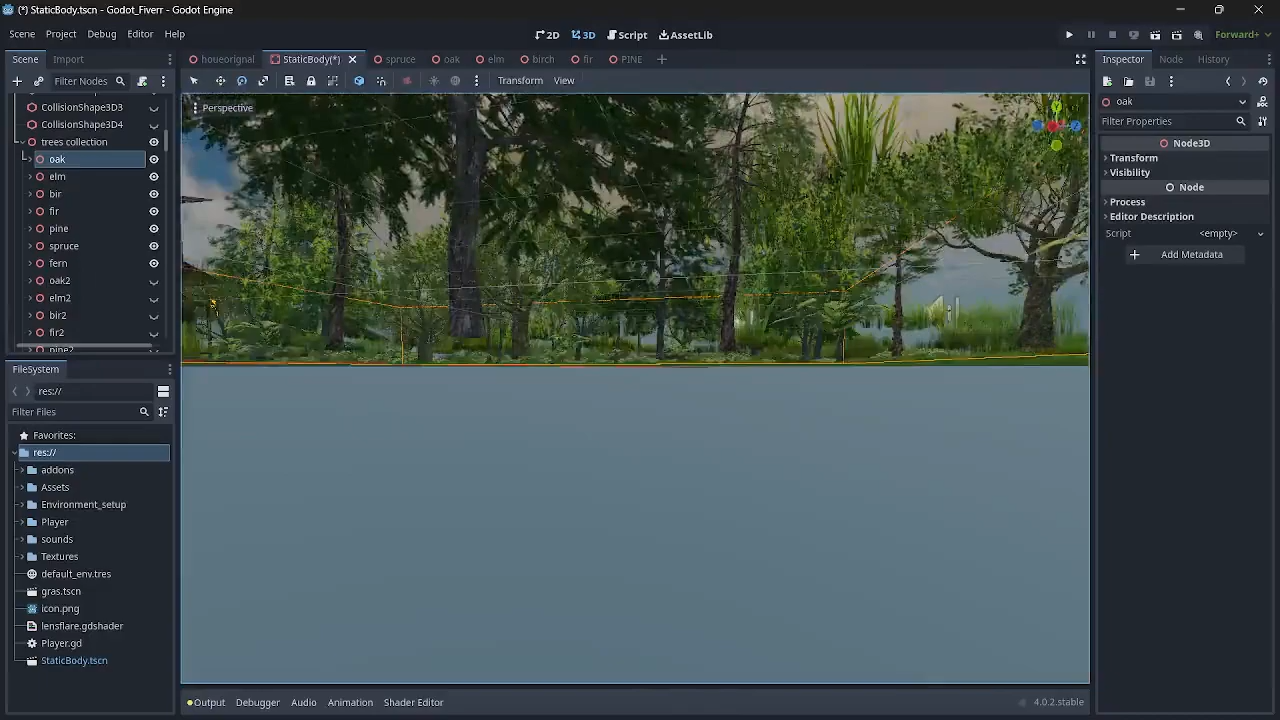 (*) StaticBody.tscn - Godot_Fiverr - Godot Engine
Scene Project Debug Editor Help
2D 3D Script AssetLib
Forward+
Scene Import
houeorignal StaticBody(*) spruce oak elm birch fir PINE
Inspector Node History
Filter Nodes
Transform View
Perspective
Y
Z
oak
Filter Properties
CollisionShape3D3
CollisionShape3D4
trees collection
oak
elm
bir
fir
pine
spruce
fern
oak2
elm2
bir2
fir2
pine2
Node3D
Transform
Visibility
Node
Process
Editor Description
Script <empty>
Add Metadata
FileSystem
res://
Filter Files
Favorites:
res://
addons
Assets
Environment_setup
Player
sounds
Textures
default_env.tres
gras.tscn
icon.png
lensflare.gdshader
Player.gd
StaticBody.tscn
Output Debugger Audio Animation Shader Editor
4.0.2.stable